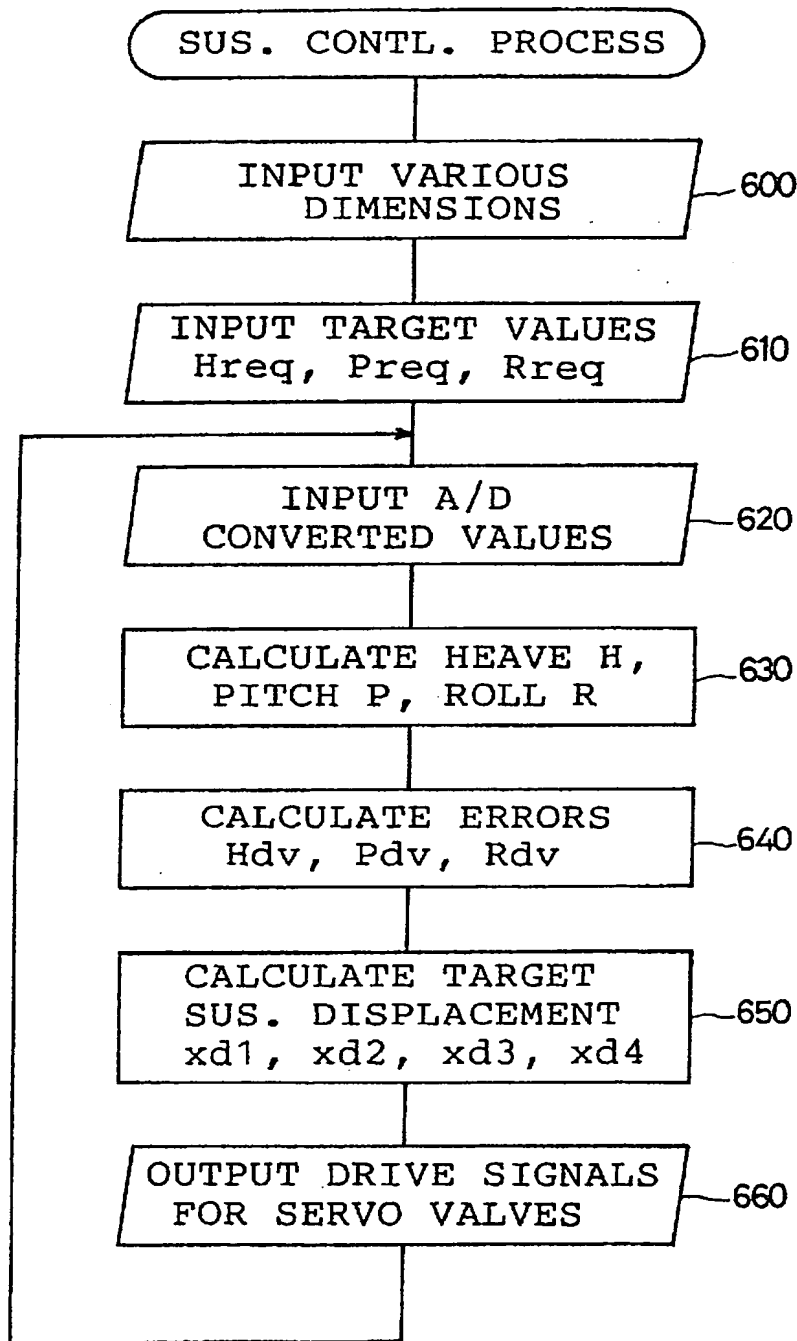 SUS. CONTL. PROCESS
INPUT VARIOUS
DIMENSIONS
600
INPUT TARGET VALUES
Hreq, Preq, Rreq
610
INPUT A/D
CONVERTED VALUES
620
CALCULATE HEAVE H,
PITCH P, ROLL R
630
CALCULATE ERRORS
Hdv, Pdv, Rdv
640
CALCULATE TARGET
SUS. DISPLACEMENT
xd1, xd2, xd3, xd4
650
OUTPUT DRIVE SIGNALS
FOR SERVO VALVES
660